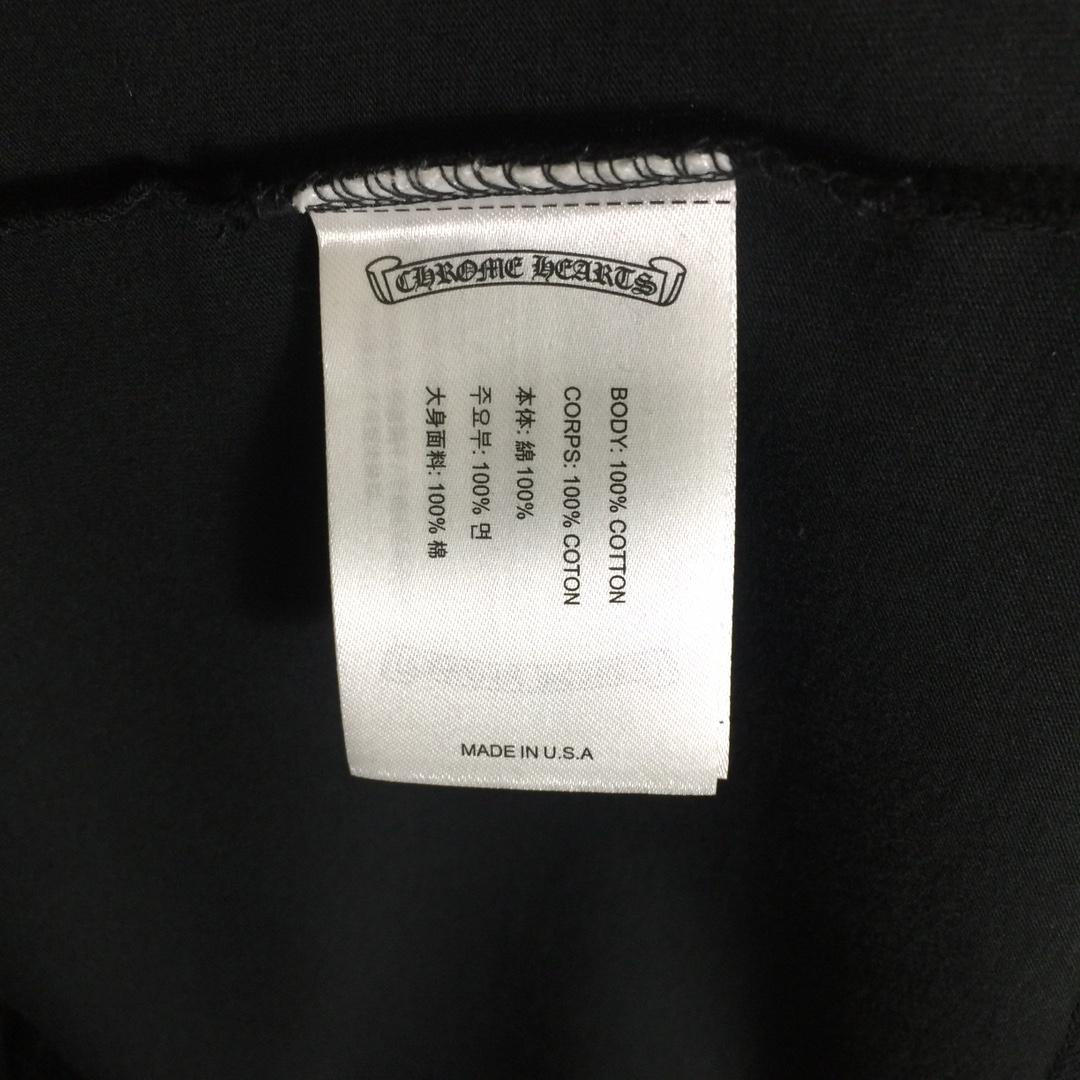 CHROME HEARTS
BODY: 100% COTTON
CORPS: 100% COTON
本体: 綿 100%
주요부: 100% 면
大身面料: 100% 棉
MADE IN U.S.A